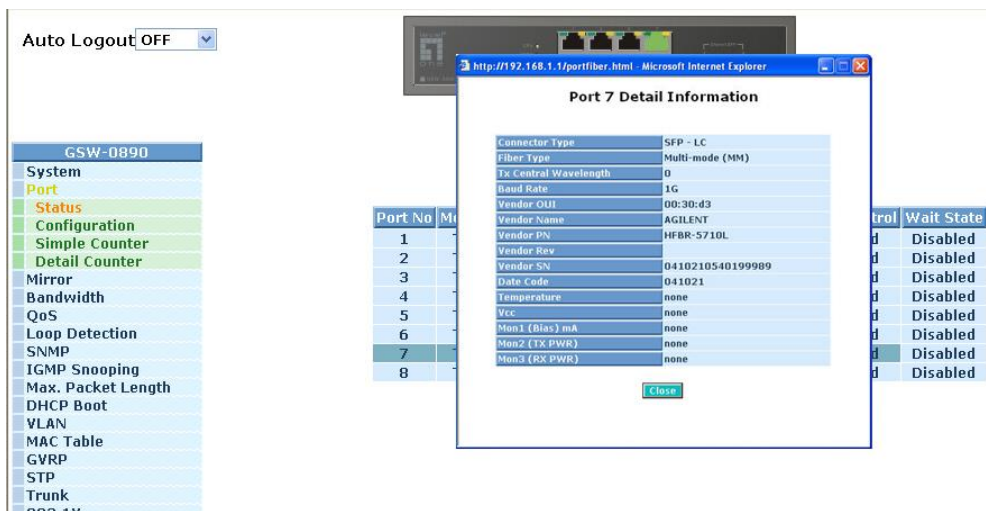 Auto Logout OFF
http://192.168.1.1/portfiber.html - Microsoft Internet Explorer
Port 7 Detail Information
Connector Type SFP - LC
Fiber Type Multi-mode (MM)
Tx Central Wavelength 0
Baud Rate 1G
Vendor OUI 00:30:d3
Vendor Name AGILENT
Vendor PN HFBR-5710L
Vendor Rev
Vendor SN 0410210540199989
Date Code 041021
Temperature none
Vcc none
Mon1 (Bias) mA none
Mon2 (TX PWR) none
Mon3 (RX PWR) none
Close
GSW-0890
System
Port
Status
Configuration
Simple Counter
Detail Counter
Mirror
Bandwidth
QoS
Loop Detection
SNMP
IGMP Snooping
Max. Packet Length
DHCP Boot
VLAN
MAC Table
GVRP
STP
Trunk
Port No Wait State
1 Disabled
2 Disabled
3 Disabled
4 Disabled
5 Disabled
6 Disabled
7 Disabled
8 Disabled